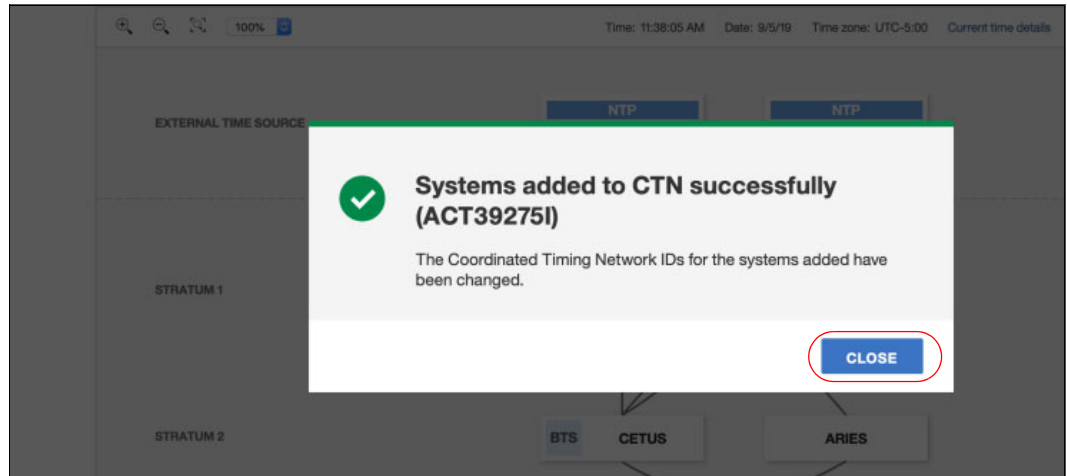 100% Time: 11:38:05 AM Date: 9/5/19 Time zone: UTC-5:00 Current time details
NTP NTP
EXTERNAL TIME SOURCE
Systems added to CTN successfully
(ACT39275I)
The Coordinated Timing Network IDs for the systems added have
been changed.
STRATUM 1
CLOSE
STRATUM 2 BTS CETUS ARIES